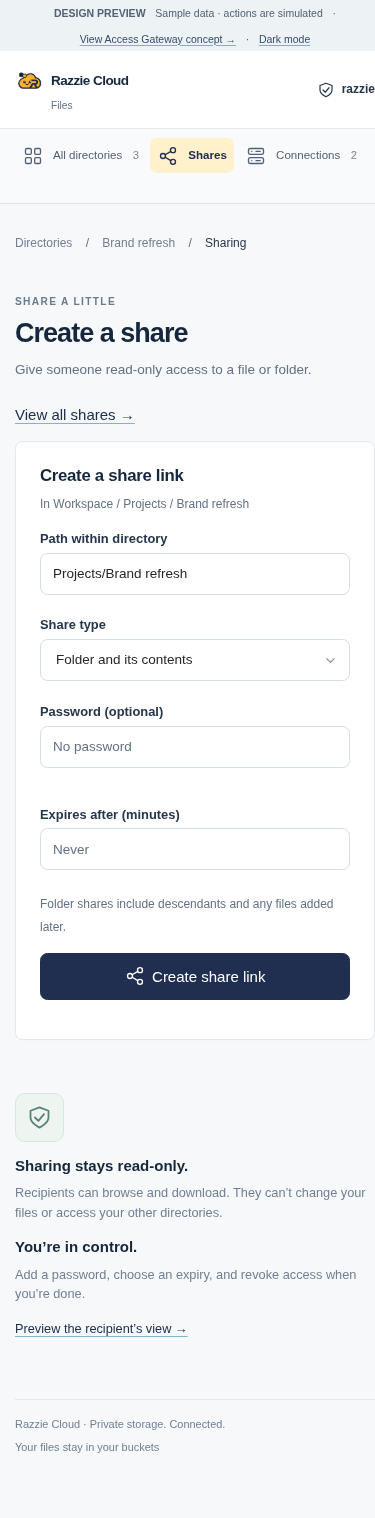 DESIGN PREVIEW Sample data · actions are simulated ·
View Access Gateway concept → · Dark mode
Razzie Cloud
Files
razzie
All directories 3 Shares Connections 2
Directories / Brand refresh / Sharing
SHARE A LITTLE
Create a share
Give someone read-only access to a file or folder.
View all shares →
Create a share link
In Workspace / Projects / Brand refresh
Path within directory
Projects/Brand refresh
Share type
Folder and its contents
Password (optional)
No password
Expires after (minutes)
Never
Folder shares include descendants and any files added
later.
Create share link
Sharing stays read-only.
Recipients can browse and download. They can’t change your
files or access your other directories.
You’re in control.
Add a password, choose an expiry, and revoke access when
you’re done.
Preview the recipient’s view →
Razzie Cloud · Private storage. Connected.
Your files stay in your buckets